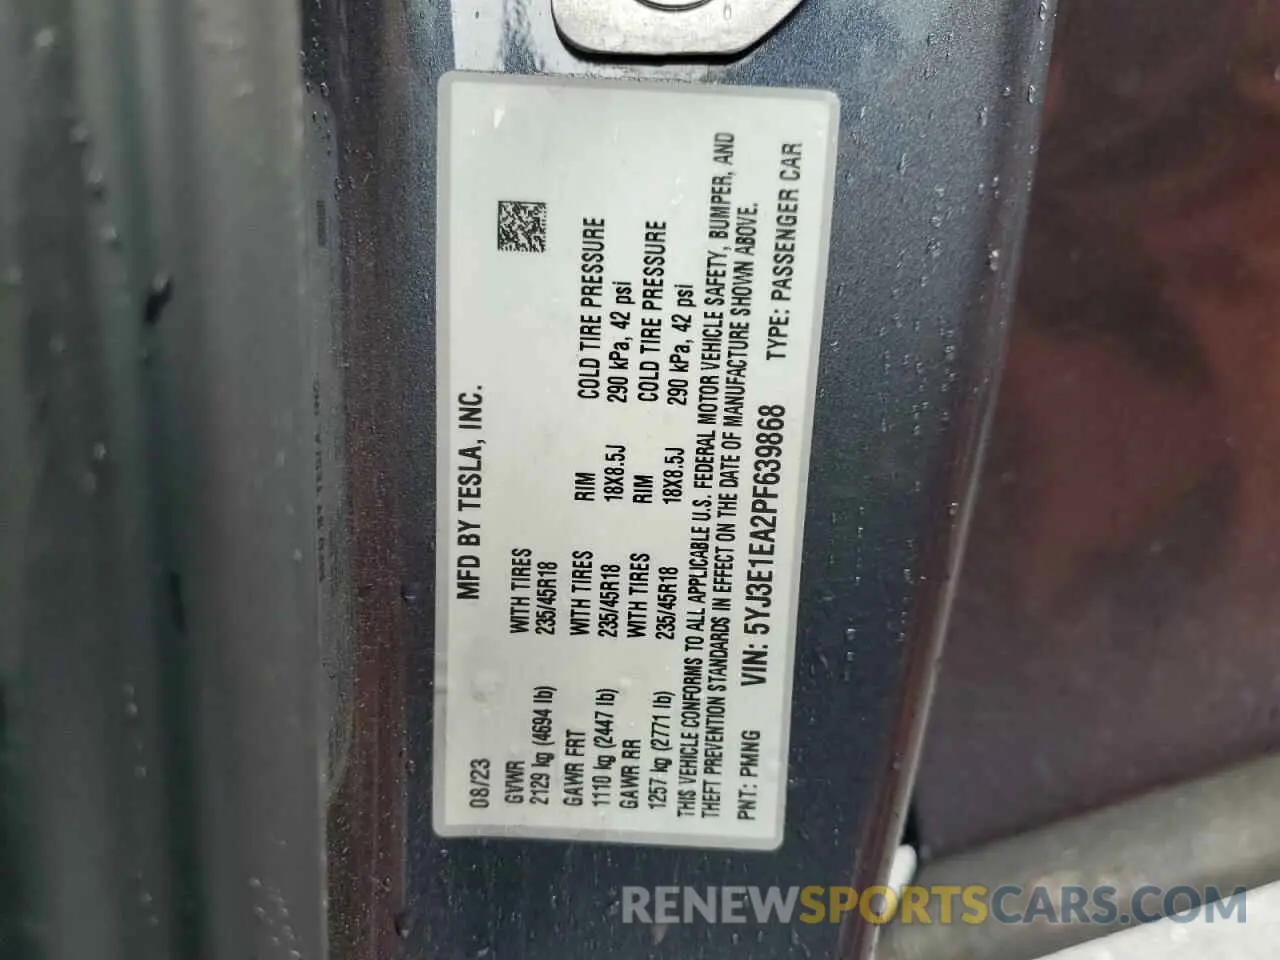 MFD BY TESLA, INC.
08/23
GVWR
2129 kg (4694 lb)
WITH TIRES
235/45R18
GAWR FRT
1110 kg (2447 lb)
WITH TIRES
235/45R18
RIM
18X8.5J
COLD TIRE PRESSURE
290 kPa, 42 psi
GAWR RR
1257 kg (2771 lb)
WITH TIRES
235/45R18
RIM
18X8.5J
COLD TIRE PRESSURE
290 kPa, 42 psi
THIS VEHICLE CONFORMS TO ALL APPLICABLE U.S. FEDERAL MOTOR VEHICLE SAFETY, BUMPER, AND
THEFT PREVENTION STANDARDS IN EFFECT ON THE DATE OF MANUFACTURE SHOWN ABOVE.
PNT: PMNG
VIN: 5YJ3E1EA2PF639868
TYPE: PASSENGER CAR
RENEWSPORTSCARS.COM